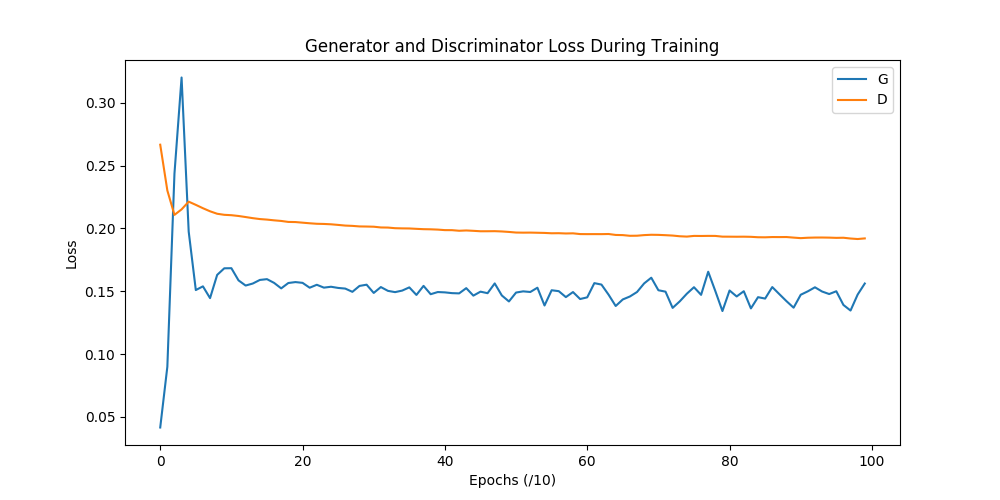 Generator and Discriminator Loss During Training
G
D
0.30
0.25
0.20
0.15
0.10
0.05
Loss
0 20 40 60 80 100
Epochs (/10)